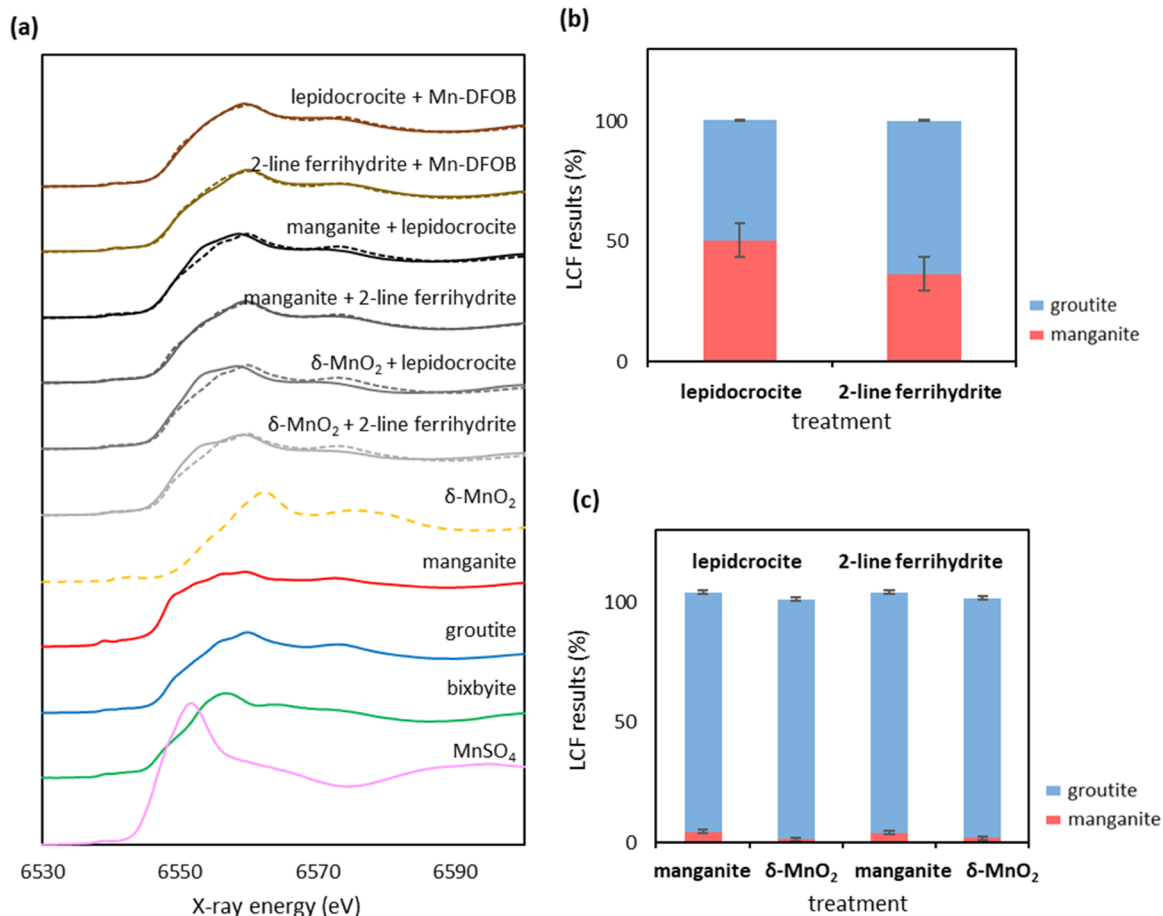 (a)
lepidocrocite + Mn-DFOB
2-line ferrihydrite + Mn-DFOB
manganite + lepidocrocite
manganite + 2-line ferrihydrite
δ-MnO₂ + lepidocrocite
δ-MnO₂ + 2-line ferrihydrite
δ-MnO₂
manganite
groutite
bixbyite
MnSO₄
6530 6550 6570 6590
X-ray energy (eV)
(b)
LCF results (%)
100
50
0
lepidocrocite 2-line ferrihydrite
treatment
groutite
manganite
(c)
LCF results (%)
lepidcrocite 2-line ferrihydrite
100
50
0
manganite δ-MnO₂ manganite δ-MnO₂
treatment
groutite
manganite